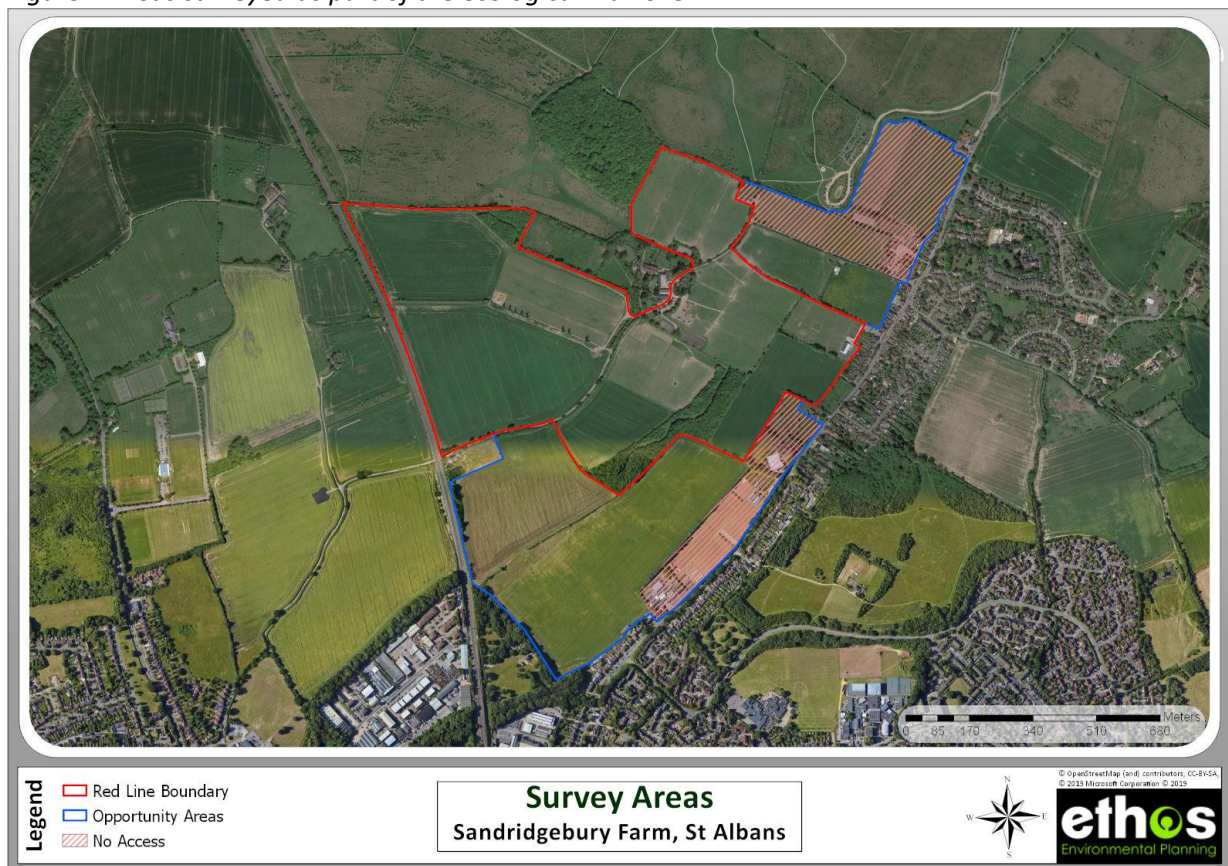 Legend
Red Line Boundary
Opportunity Areas
No Access
Survey Areas
Sandridgebury Farm, St Albans
N
W
E
S
Meters
0 85 170 340 510 680
© OpenStreetMap (and) contributors, CC-BY-SA,
© 2019 Microsoft Corporation © 2019
ethos
Environmental Planning